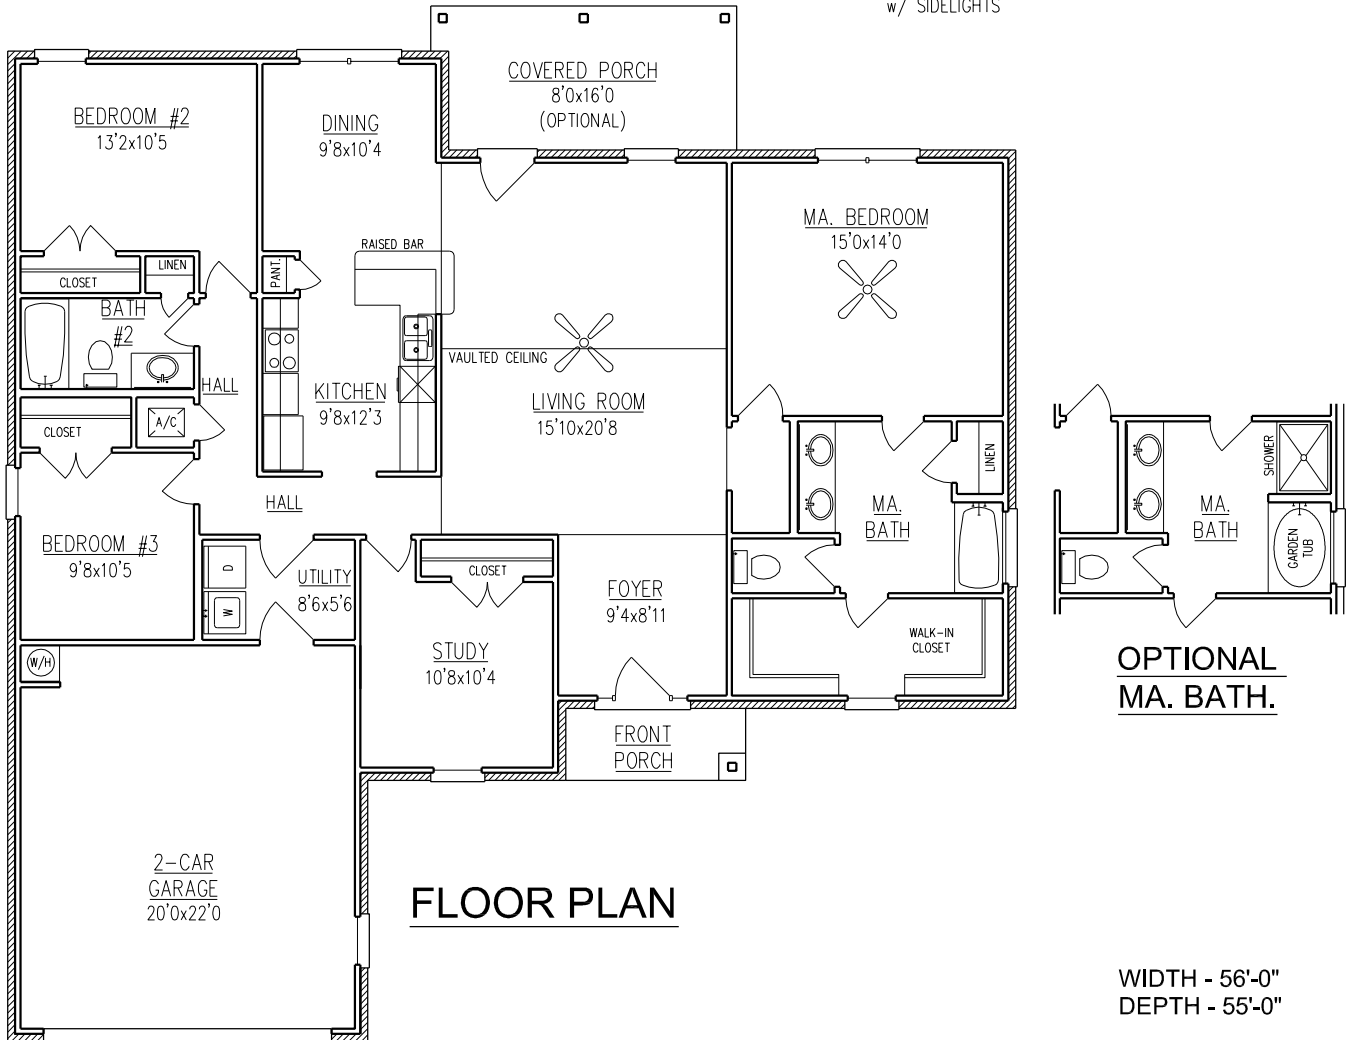 w/ SIDELIGHTS
COVERED PORCH
8'0x16'0
(OPTIONAL)
BEDROOM #2
13'2x10'5
DINING
9'8x10'4
MA. BEDROOM
15'0x14'0
RAISED BAR
LINEN
CLOSET
PANT.
BATH
#2
VAULTED CEILING
HALL
KITCHEN
9'8x12'3
LIVING ROOM
15'10x20'8
A/C
CLOSET
LINEN
SHOWER
HALL
MA.
BATH
MA.
BATH
BEDROOM #3
9'8x10'5
GARDEN
TUB
D
W
UTILITY
8'6x5'6
CLOSET
FOYER
9'4x8'11
WALK-IN
CLOSET
W/H
STUDY
10'8x10'4
OPTIONAL
MA. BATH.
FRONT
PORCH
2-CAR
GARAGE
20'0x22'0
FLOOR PLAN
WIDTH - 56'-0"
DEPTH - 55'-0"